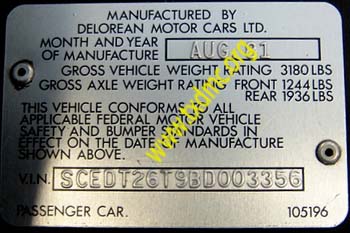 MANUFACTURED BY
DELOREAN MOTOR CARS LTD.
MONTH AND YEAR
OF MANUFACTURE AUG 81
GROSS VEHICLE WEIGHT RATING 3180 LBS
GROSS AXLE WEIGHT RATING FRONT 1244 LBS
REAR 1936 LBS
THIS VEHICLE CONFORMS TO ALL
APPLICABLE FEDERAL MOTOR VEHICLE
SAFETY AND BUMPER STANDARDS IN
EFFECT ON THE DATE OF MANUFACTURE
SHOWN ABOVE.
V.I.N. SCEDT26T9BD003356
PASSENGER CAR. 105196